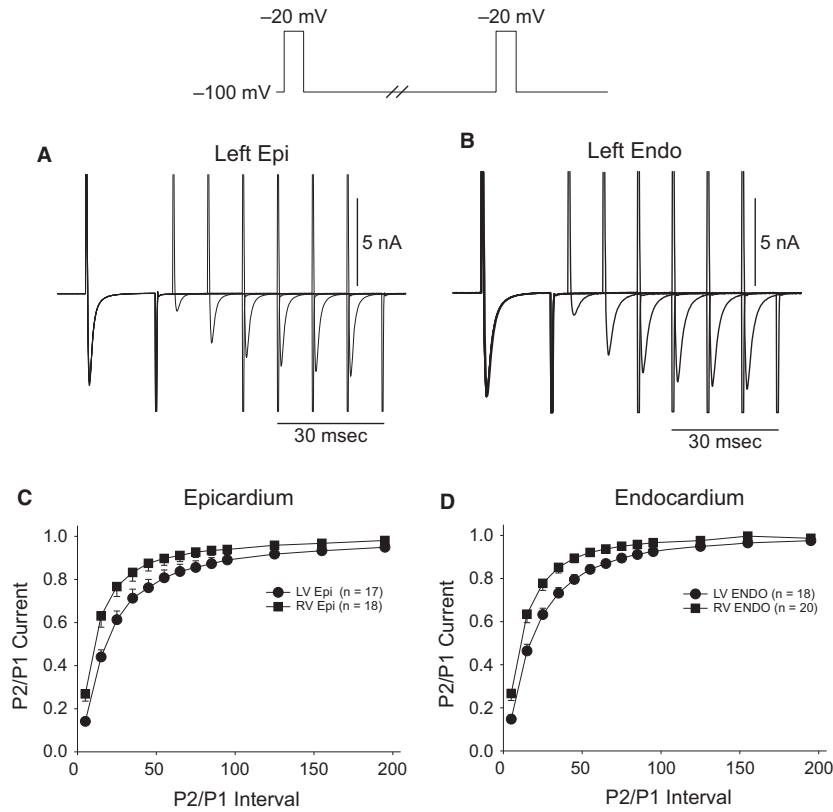 –20 mV
–20 mV
–100 mV
A
Left Epi
B
Left Endo
5 nA
5 nA
30 msec
30 msec
C
Epicardium
D
Endocardium
P2/P1 Current
1.0
0.8
0.6
0.4
0.2
0.0
LV Epi (n = 17)
RV Epi (n = 18)
0
50
100
150
200
P2/P1 Interval
P2/P1 Current
1.0
0.8
0.6
0.4
0.2
0.0
LV ENDO (n = 18)
RV ENDO (n = 20)
0
50
100
150
200
P2/P1 Interval